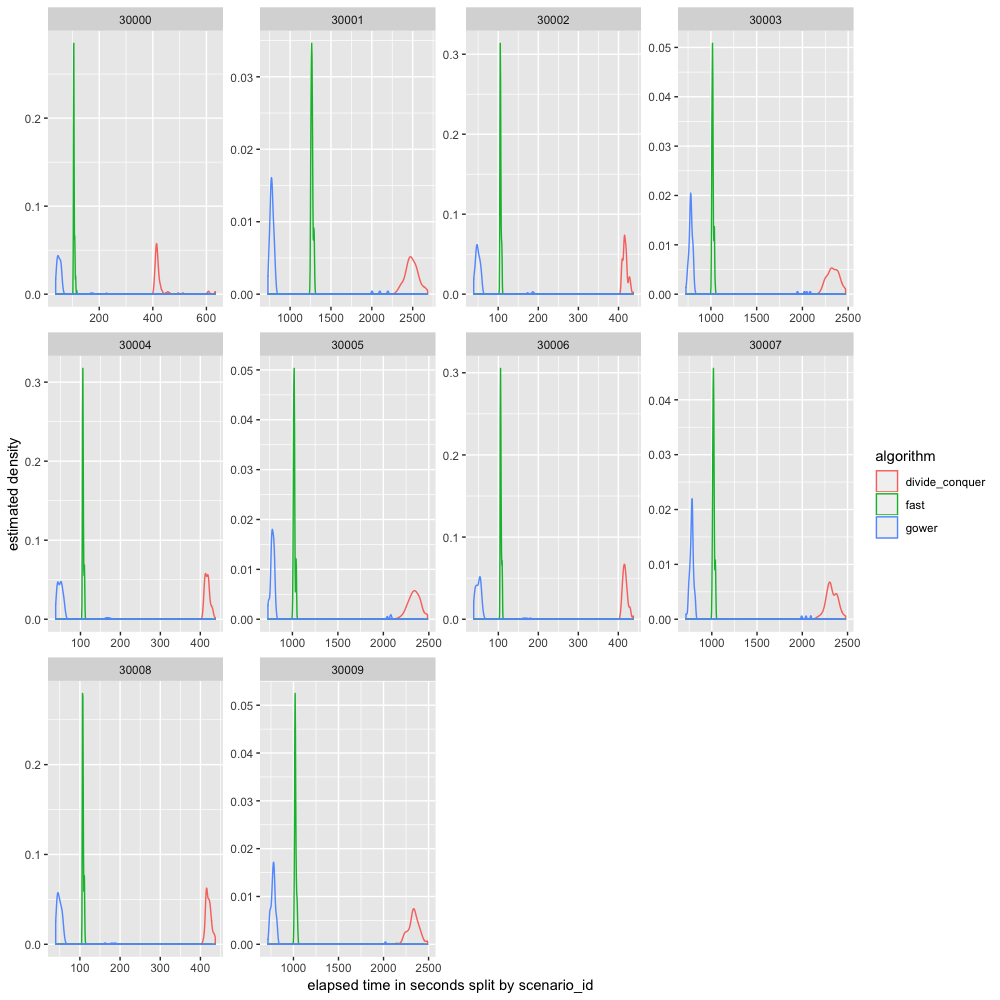 30000 30001 30002 30003
0.2 0.03 0.3 0.05
0.1 0.02 0.2 0.04
0.0 0.01 0.1 0.03
0.00 0.0 0.02
0.01
0.00
200 400 600 1000 1500 2000 2500 100 200 300 400 1000 1500 2000 2500
30004 30005 30006 30007
0.3 0.05 0.3 0.04
0.2 0.04 0.2 0.03
0.1 0.03 0.1 0.02
0.0 0.02 0.0 0.01
0.01 0.00
0.00
100 200 300 400 1000 1500 2000 2500 100 200 300 400 1000 1500 2000 2500
30008 30009
0.2 0.05
0.1 0.04
0.0 0.03
0.02
0.01
0.00
100 200 300 400 1000 1500 2000 2500
estimated density
elapsed time in seconds split by scenario_id
algorithm
divide_conquer
fast
gower